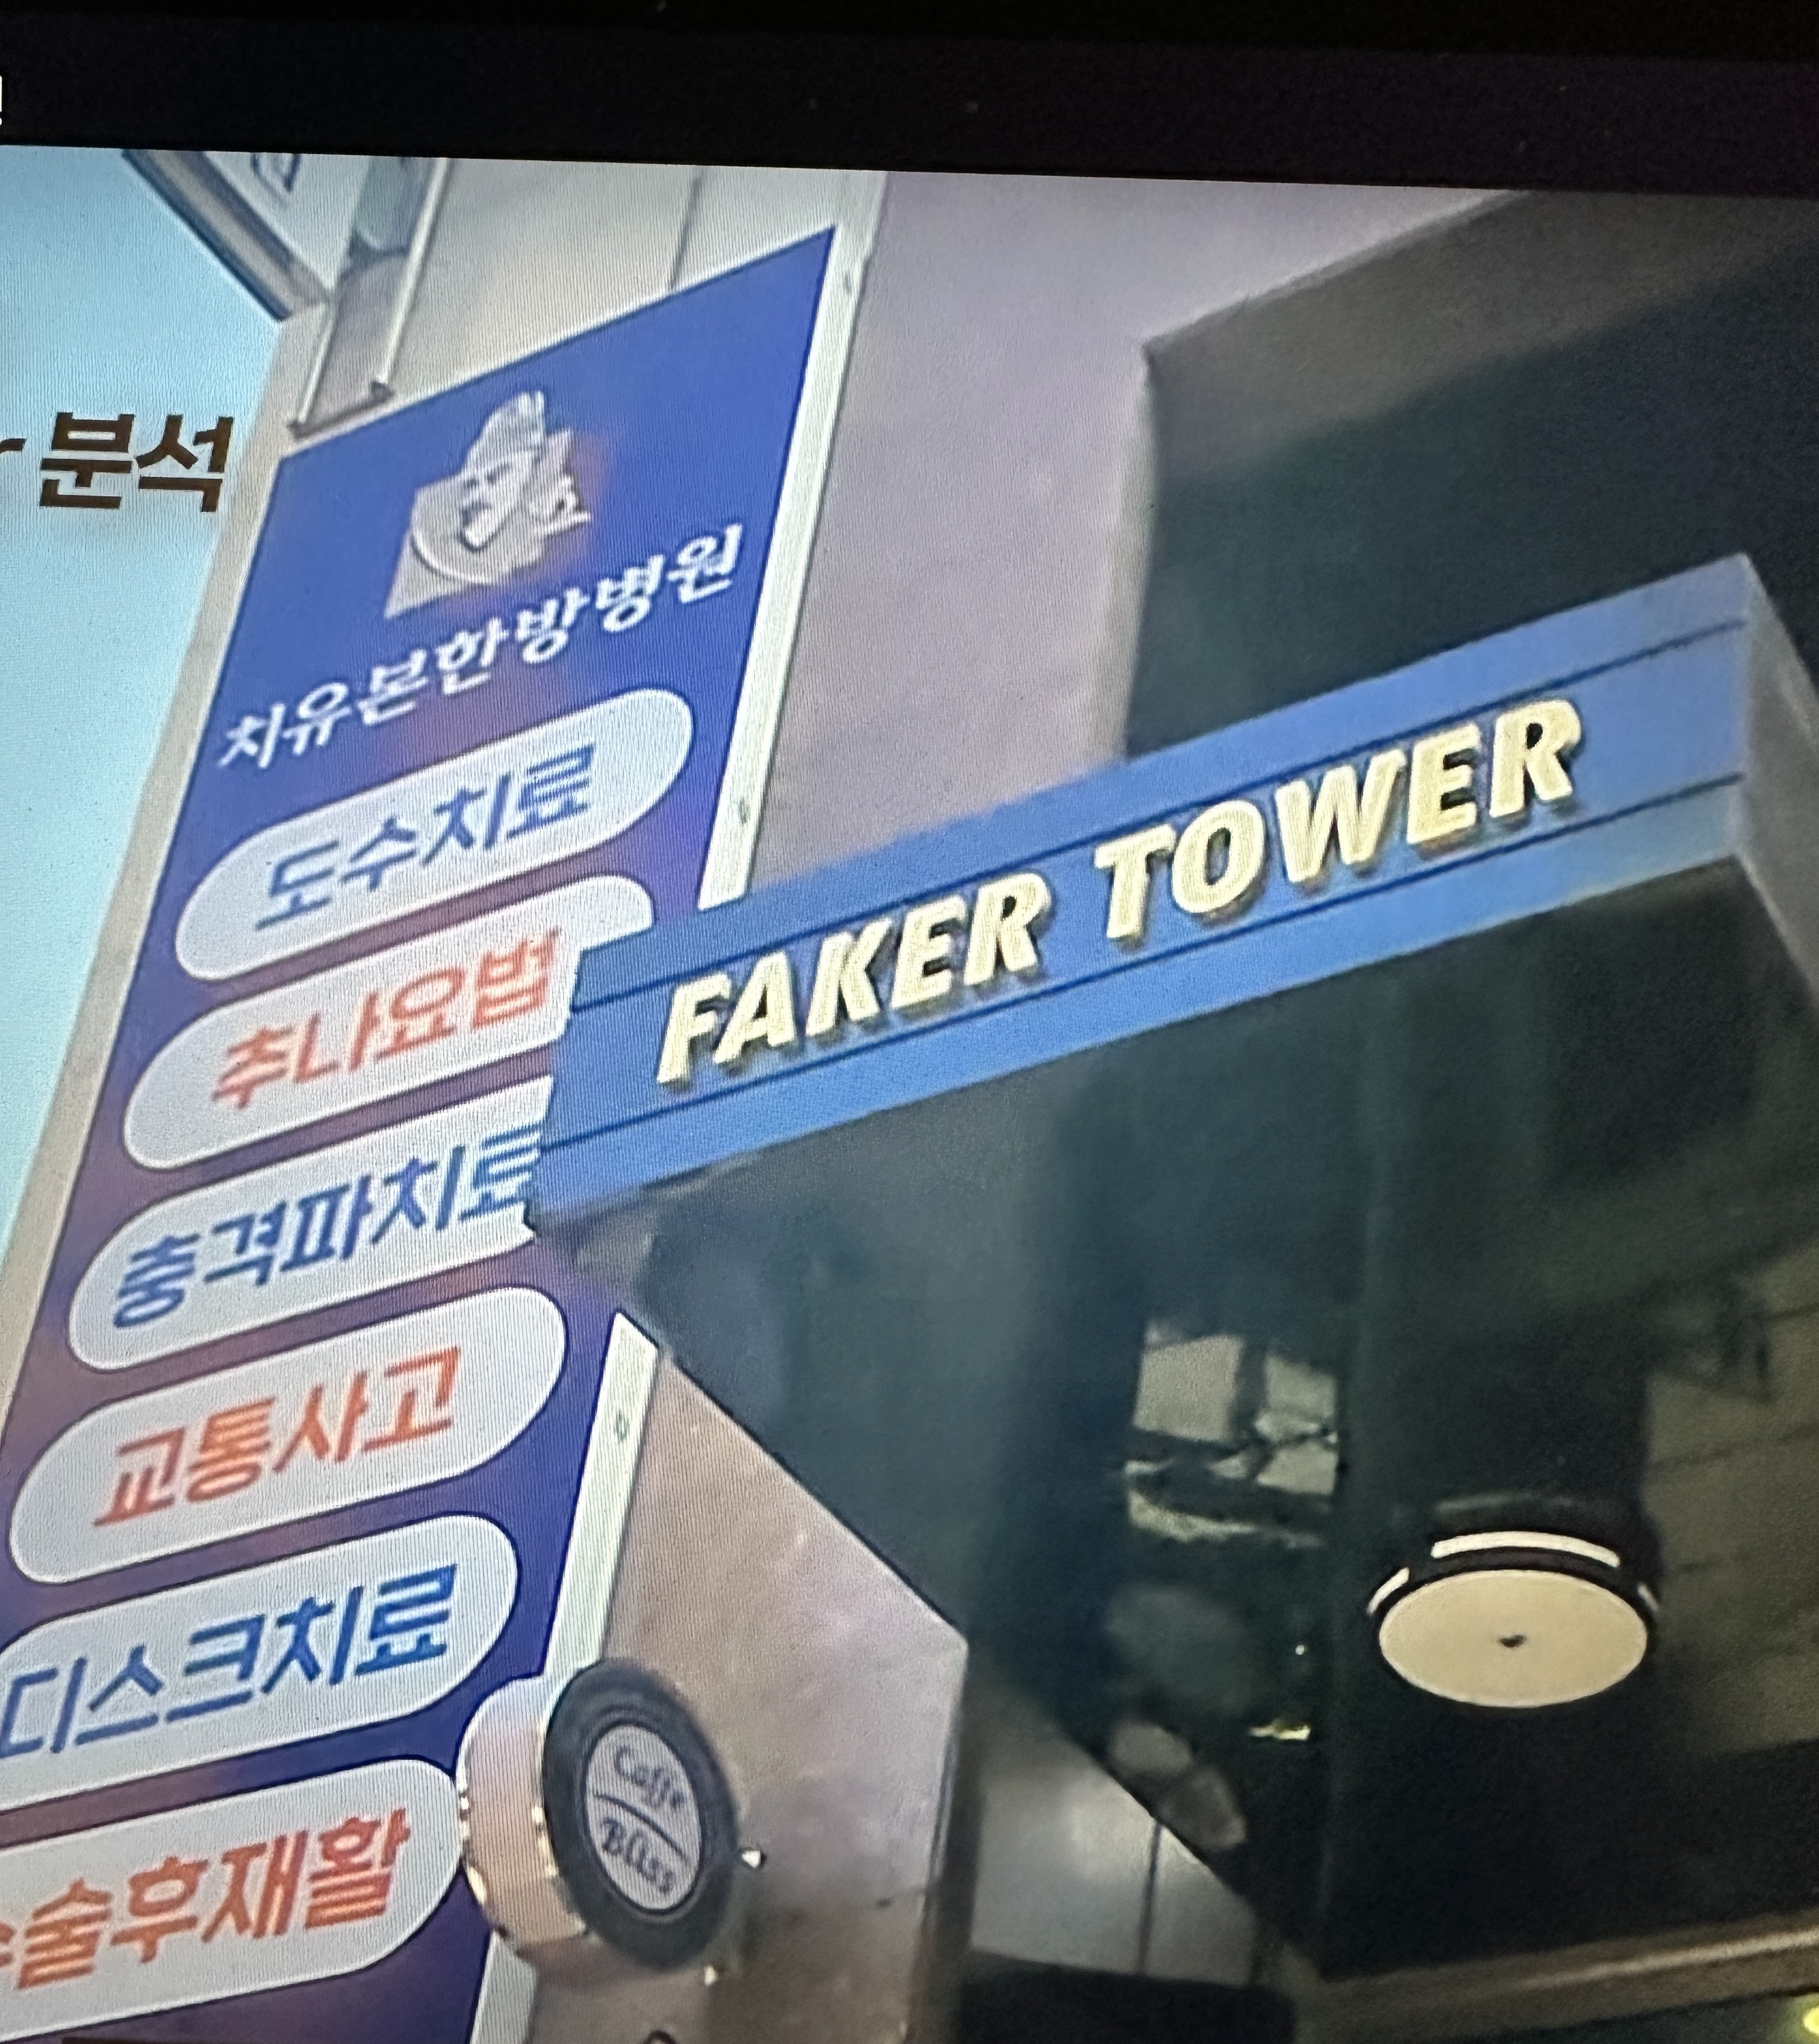 분석
치유본한방병원
도수치료
추나요법
충격파치료
교통사고
디스크치료
수술후재활
FAKER TOWER
Caffe
Bliss